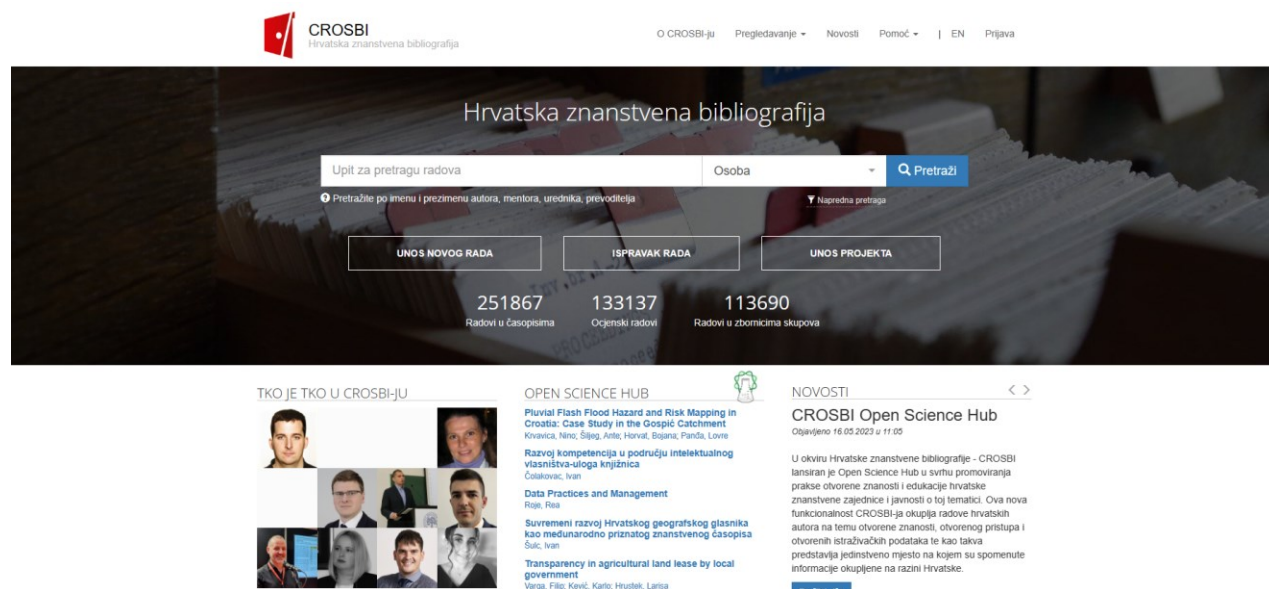 CROSBI
Hrvatska znanstvena bibliografija
O CROSBI-ju Pregledavanje Novosti Pomoć | EN Prijava
Hrvatska znanstvena bibliografija
Upit za pretragu radova
Osoba
Pretraži
Pretražite po imenu i prezimenu autora, mentora, urednika, prevoditelja
Napredna pretraga
UNOS NOVOG RADA
ISPRAVAK RADA
UNOS PROJEKTA
251867
Radovi u časopisima
133137
Ocjenski radovi
113690
Radovi u zbornicima skupova
TKO JE TKO U CROSBI-JU
OPEN SCIENCE HUB
Pluvial Flash Flood Hazard and Risk Mapping in
Croatia: Case Study in the Gospić Catchment
Krvavica, Nino; Šiljeg, Ante; Horvat, Bojana; Panđa, Lovre
Razvoj kompetencija u području intelektualnog
vlasništva-uloga knjižnica
Čolakovac, Ivan
Data Practices and Management
Roje, Rea
Suvremeni razvoj Hrvatskog geografskog glasnika
kao međunarodno priznatog znanstvenog časopisa
Šulc, Ivan
Transparency in agricultural land lease by local
government
Varga, Filip; Kević, Karlo; Hrustek, Larisa
NOVOSTI
CROSBI Open Science Hub
Objavljeno 16.05.2023 u 11:05
U okviru Hrvatske znanstvene bibliografije - CROSBI
lansiran je Open Science Hub u svrhu promoviranja
prakse otvorene znanosti i edukacije hrvatske
znanstvene zajednice i javnosti o toj tematici. Ova nova
funkcionalnost CROSBI-ja okuplja radove hrvatskih
autora na temu otvorene znanosti, otvorenog pristupa i
otvorenih istraživačkih podataka te kao takva
predstavlja jedinstveno mjesto na kojem su spomenute
informacije okupljene na razini Hrvatske.